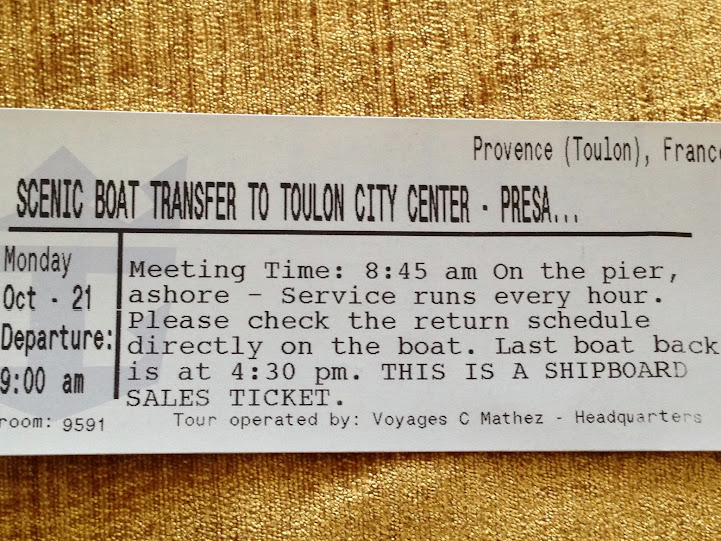 Provence (Toulon), France
SCENIC BOAT TRANSFER TO TOULON CITY CENTER - PRESA...
Monday
Oct - 21
Departure:
9:00 am
Meeting Time: 8:45 am On the pier,
ashore - Service runs every hour.
Please check the return schedule
directly on the boat. Last boat back
is at 4:30 pm. THIS IS A SHIPBOARD
SALES TICKET.
room: 9591
Tour operated by: Voyages C Mathez - Headquarters